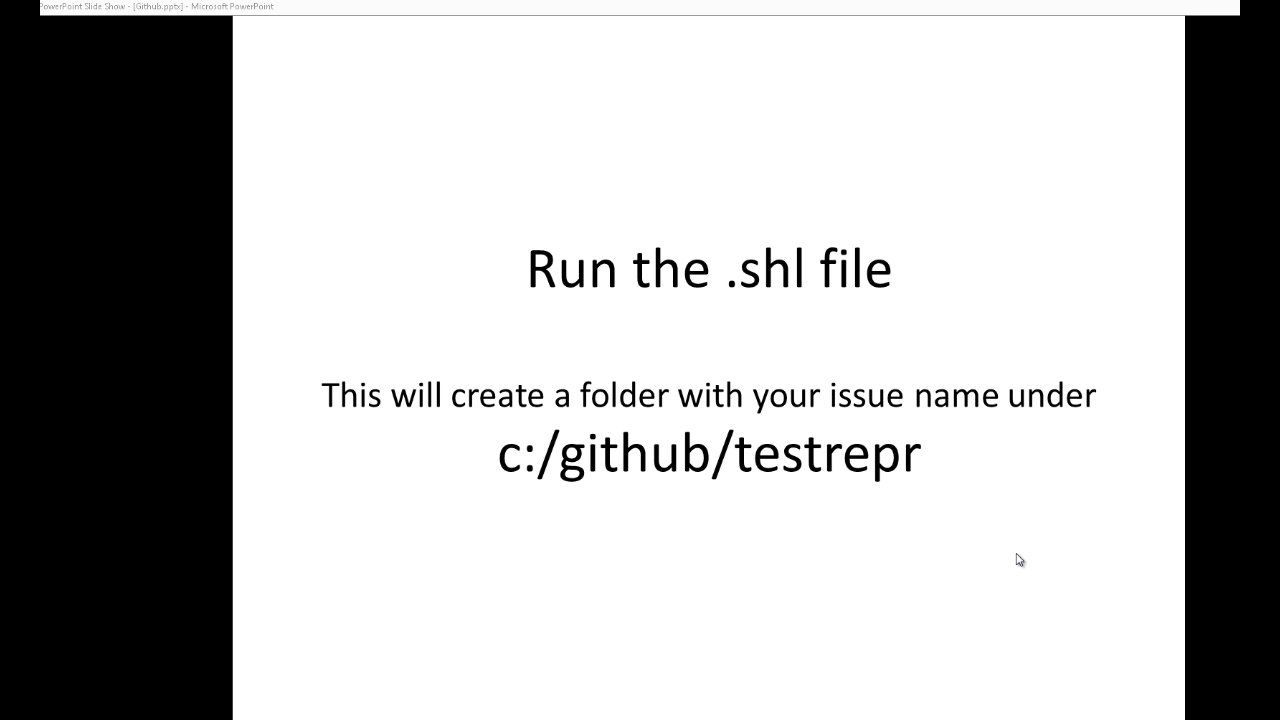 PowerPoint Slide Show - [Github.pptx] - Microsoft PowerPoint
Run the .shl file
This will create a folder with your issue name under
c:/github/testrepr